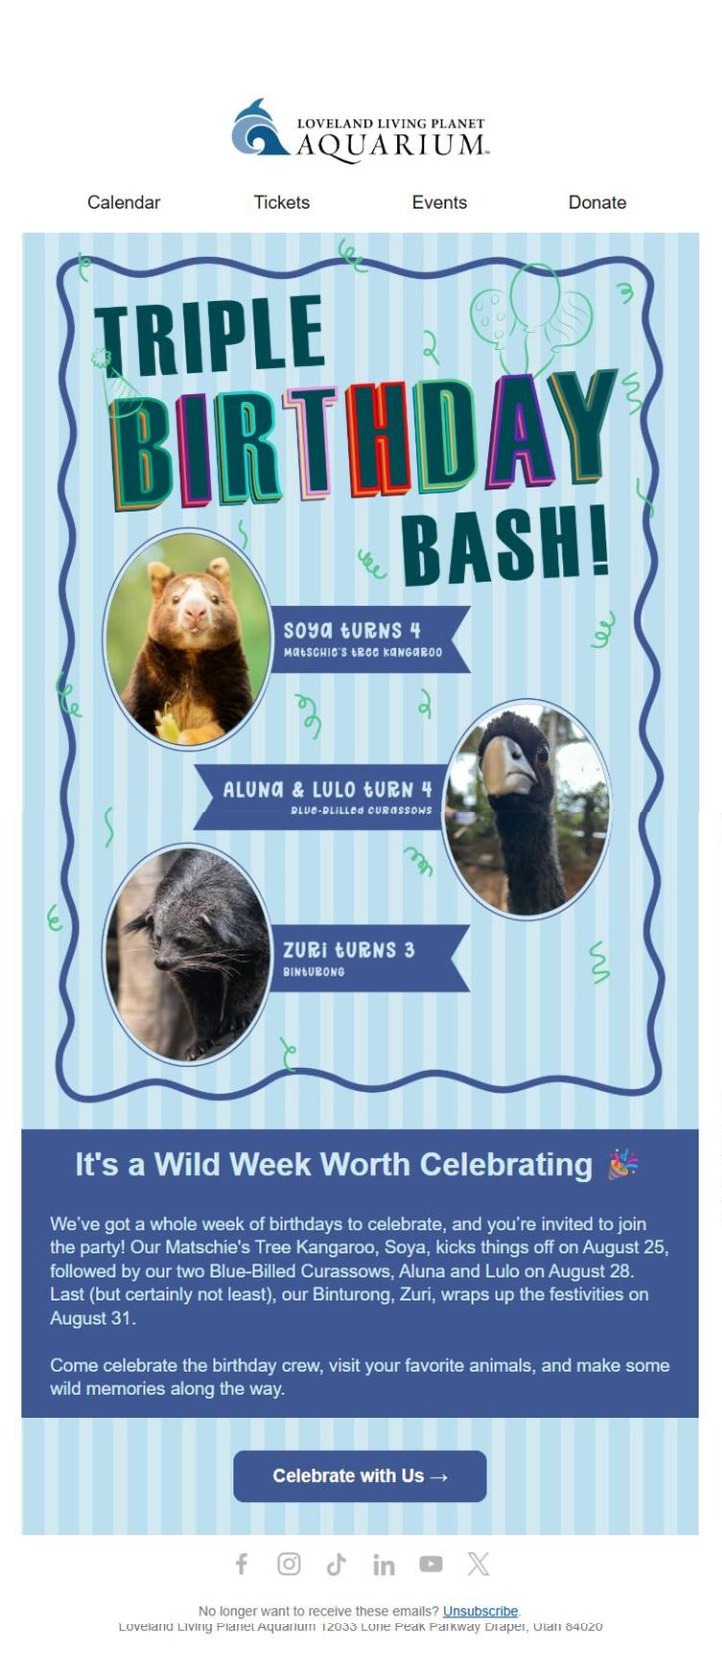 LOVELAND LIVING PLANET
AQUARIUM
Calendar Tickets Events Donate
TRIPLE
BIRTHDAY
BASH!
SOYA TURNS 4
MATSCHIE'S TREE KANGAROO
ALUNA & LULO TURN 4
BLUE-BLILLED CURASSOWS
ZURI TURNS 3
BINTURONG
It's a Wild Week Worth Celebrating 🎉
We've got a whole week of birthdays to celebrate, and you're invited to join
the party! Our Matschie's Tree Kangaroo, Soya, kicks things off on August 25,
followed by our two Blue-Billed Curassows, Aluna and Lulo on August 28.
Last (but certainly not least), our Binturong, Zuri, wraps up the festivities on
August 31.
Come celebrate the birthday crew, visit your favorite animals, and make some
wild memories along the way.
Celebrate with Us →
No longer want to receive these emails? Unsubscribe.
Loveland Living Planet Aquarium 12033 Lone Peak Parkway Draper, Utah 84020